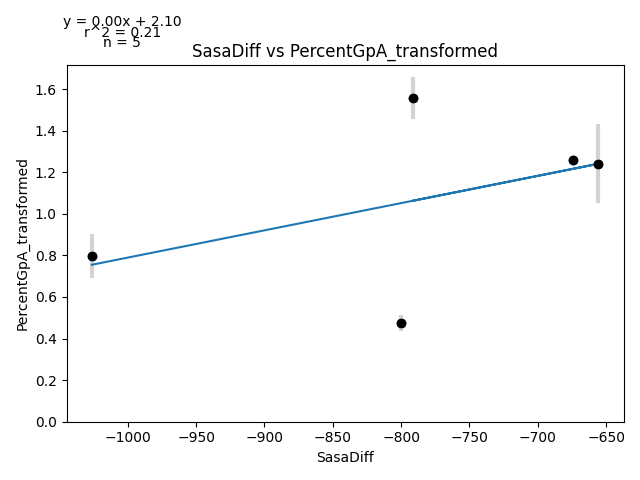 y = 0.00x + 2.10
r^2 = 0.21
n = 5
SasaDiff vs PercentGpA_transformed
PercentGpA_transformed
1.6
1.4
1.2
1.0
0.8
0.6
0.4
0.2
0.0
−1000 −950 −900 −850 −800 −750 −700 −650
SasaDiff